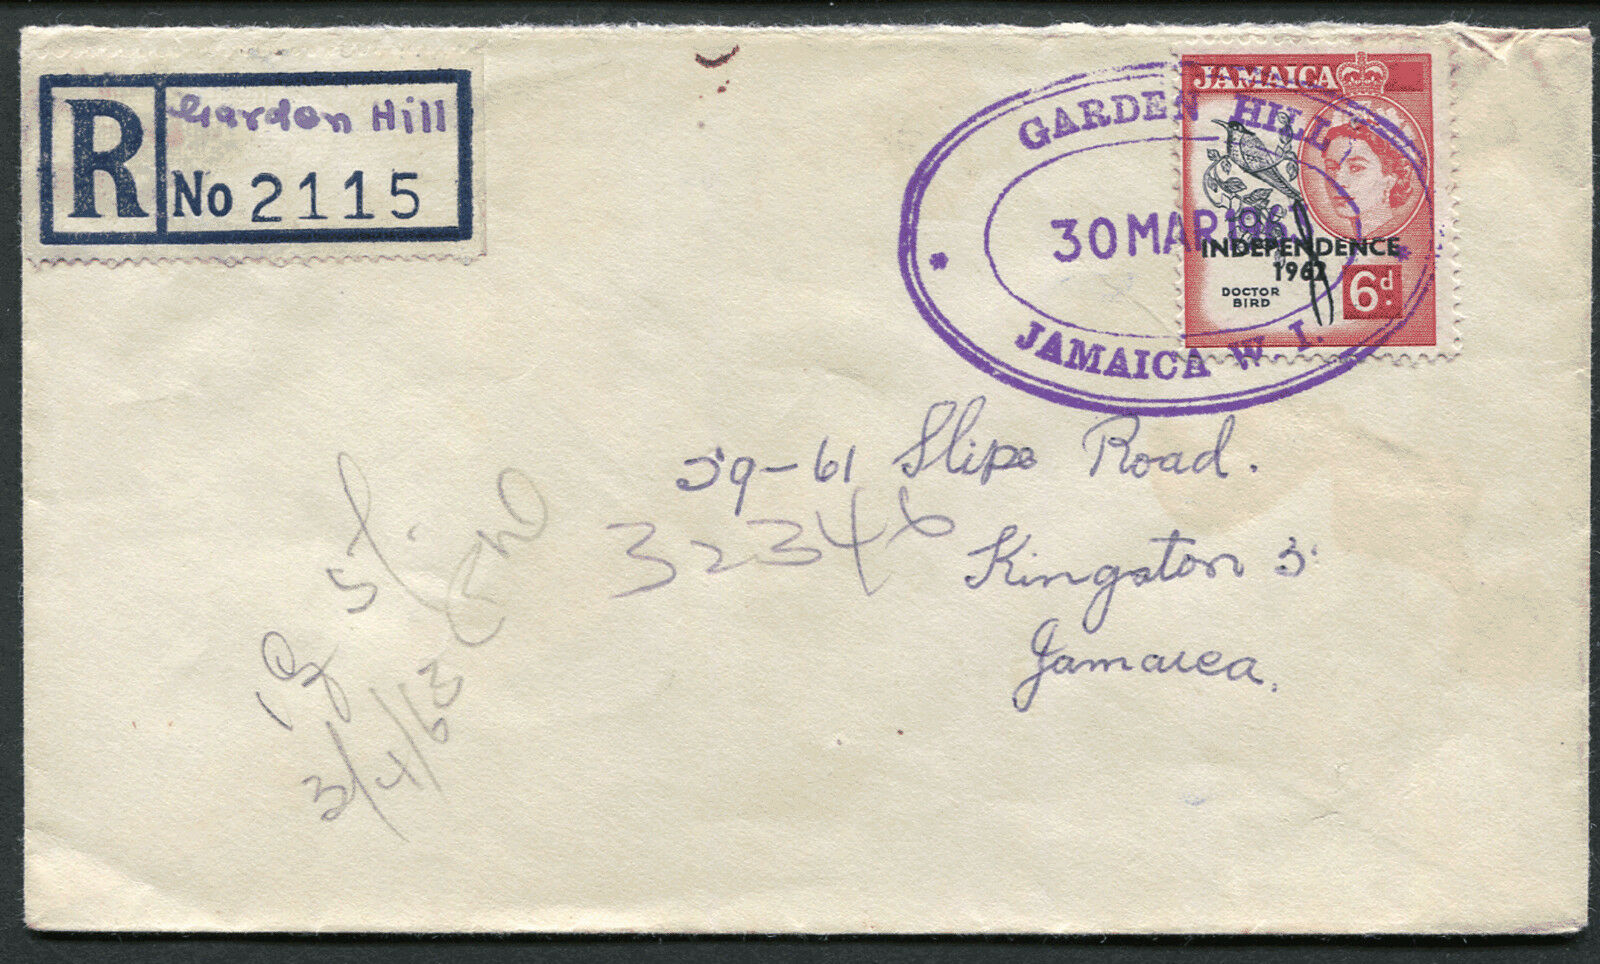 R
Garden Hill
No 2115
GARDEN HILL
30 MAR 196
JAMAICA W. I.
JAMAICA
INDEPENDENCE
1962
DOCTOR
BIRD
6d.
59-61 Slipe Road.
32346
Kingston 5
Jamaica.
3/4/63